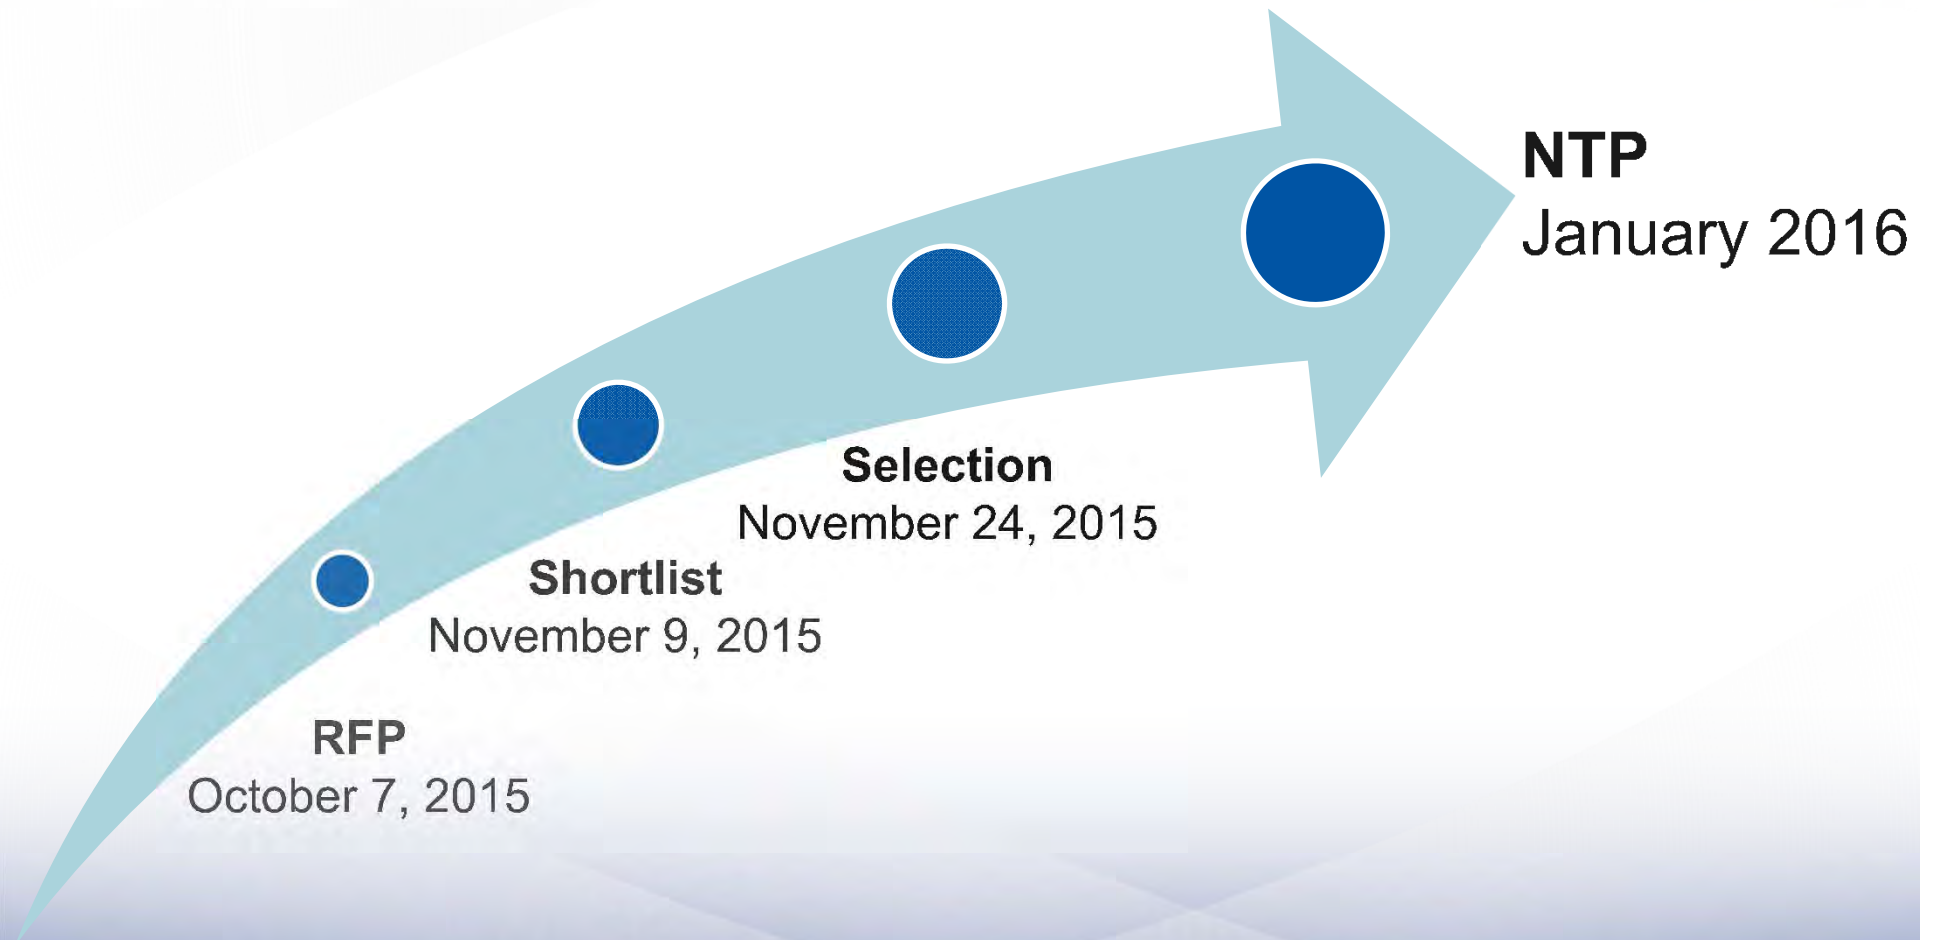 RFP
October 7, 2015
Shortlist
November 9, 2015
Selection
November 24, 2015
NTP
January 2016